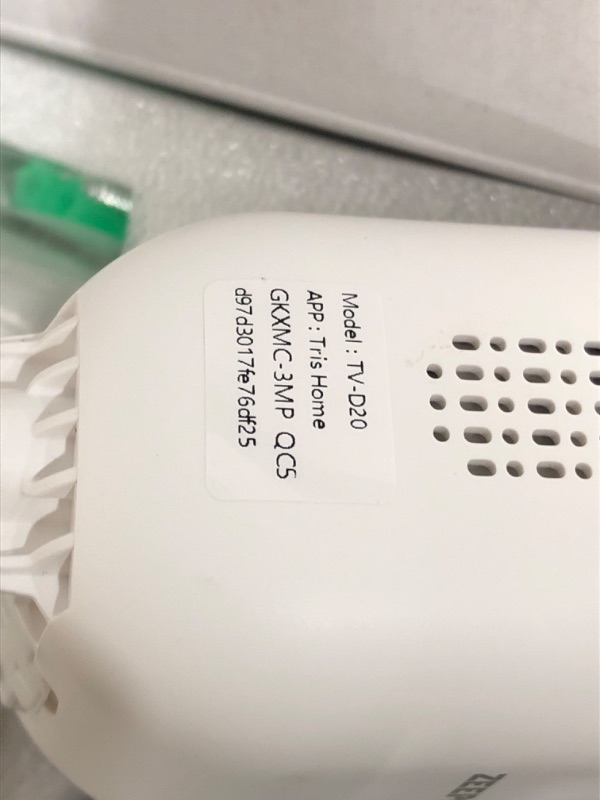 Model : TV-D20
APP : Tris Home
GKXMC-3MP QC5
d97d3017fe76df25